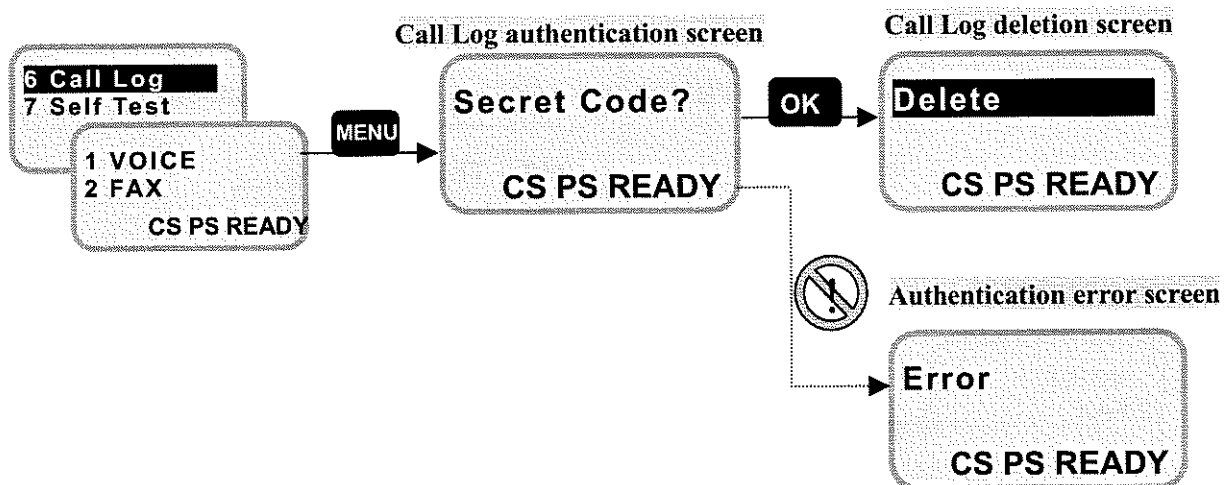 Call Log authentication screen
Call Log deletion screen
6 Call Log
7 Self Test
1 VOICE
2 FAX
CS PS READY
MENU
Secret Code?
CS PS READY
OK
Delete
CS PS READY
Authentication error screen
Error
CS PS READY